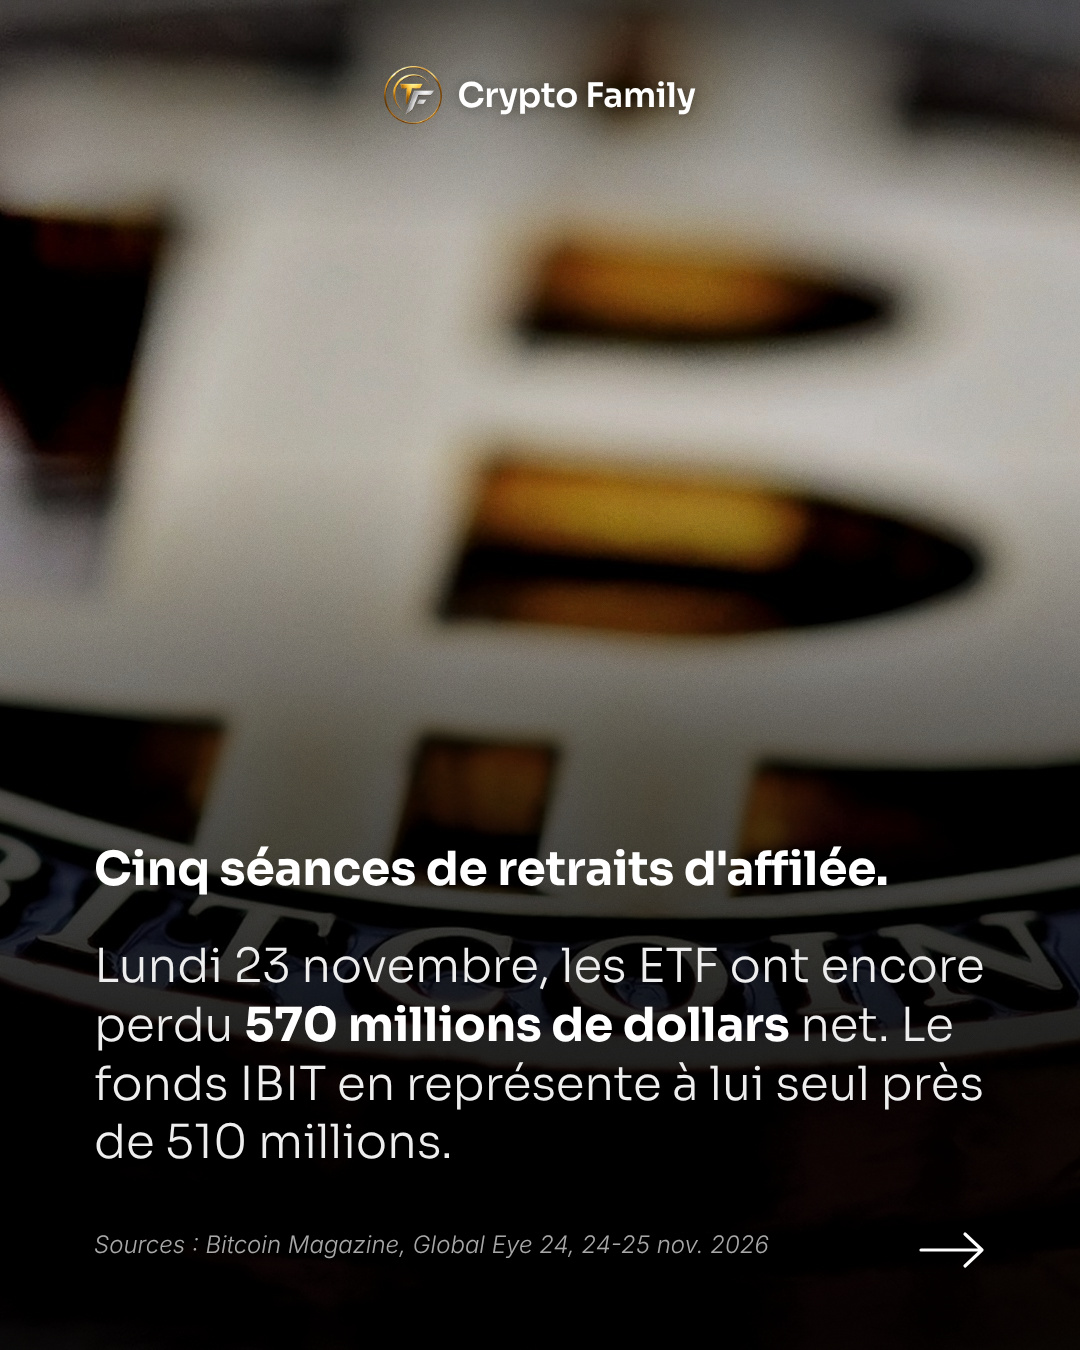 Crypto Family
Cinq séances de retraits d'affilée.
Lundi 23 novembre, les ETF ont encore
perdu 570 millions de dollars net. Le
fonds IBIT en représente à lui seul près
de 510 millions.
BITCOIN
Sources : Bitcoin Magazine, Global Eye 24, 24-25 nov. 2026